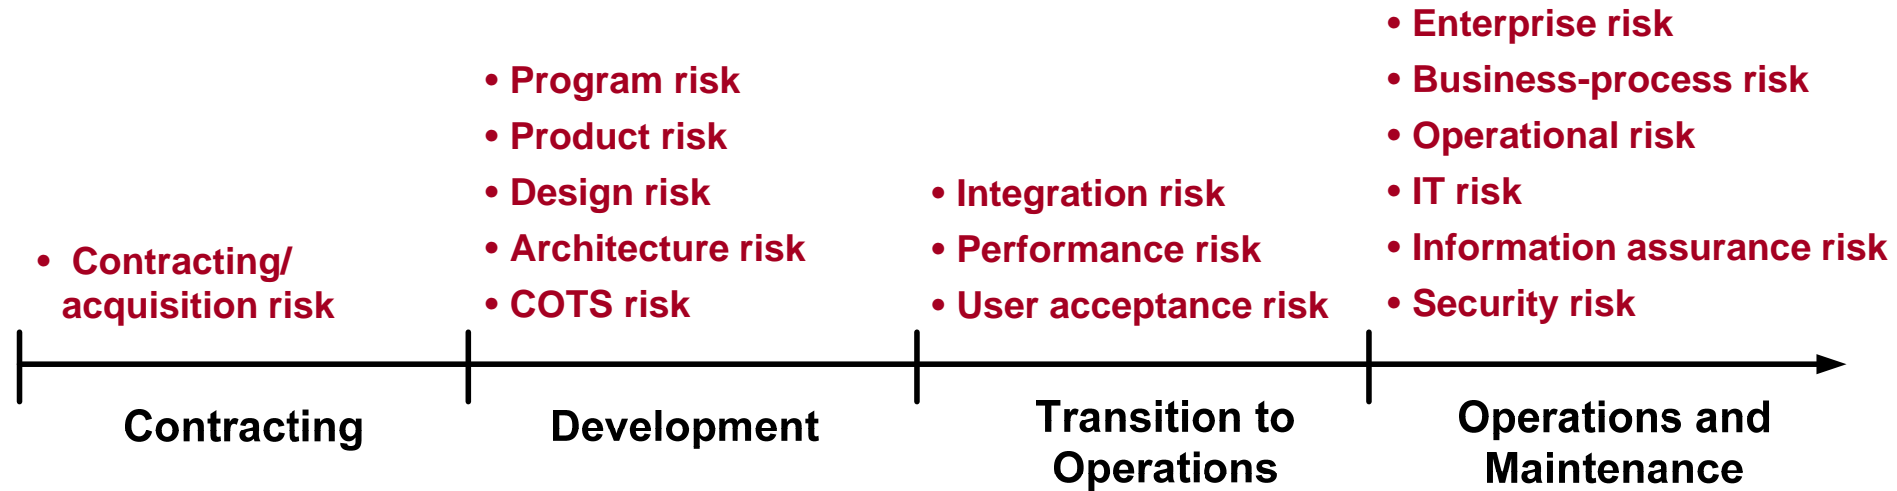 • Contracting/
acquisition risk
• Program risk
• Product risk
• Design risk
• Architecture risk
• COTS risk
• Integration risk
• Performance risk
• User acceptance risk
• Enterprise risk
• Business-process risk
• Operational risk
• IT risk
• Information assurance risk
• Security risk
Contracting
Development
Transition to
Operations
Operations and
Maintenance